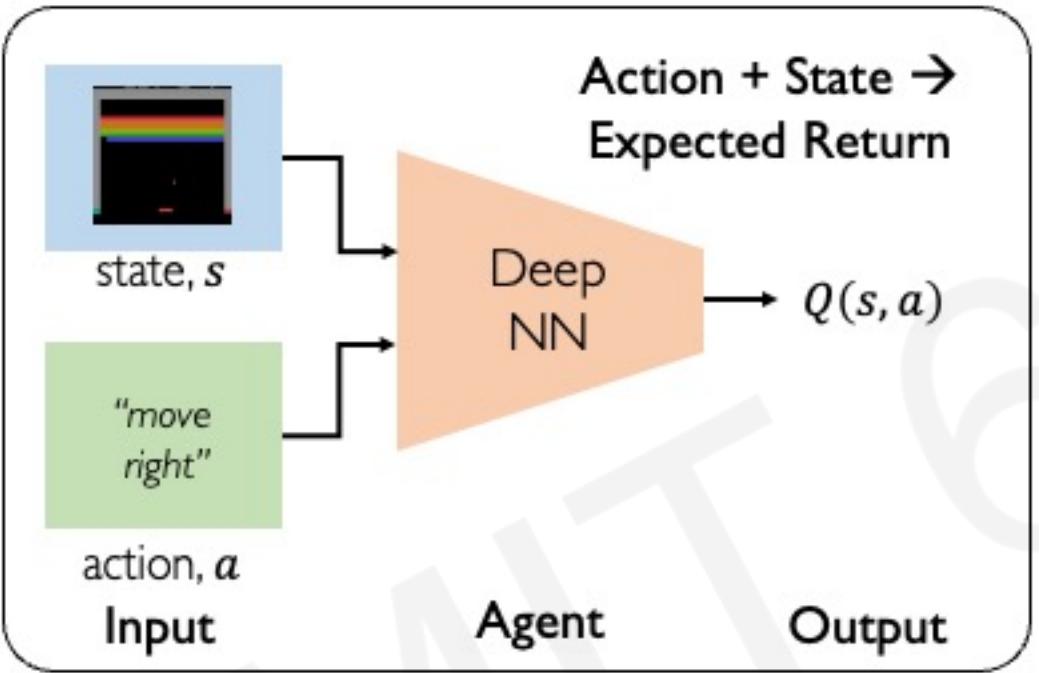 Action + State →
Expected Return
state, s
Deep
NN
Q(s, a)
“move
right”
action, a
Input
Agent
Output
MIT 6